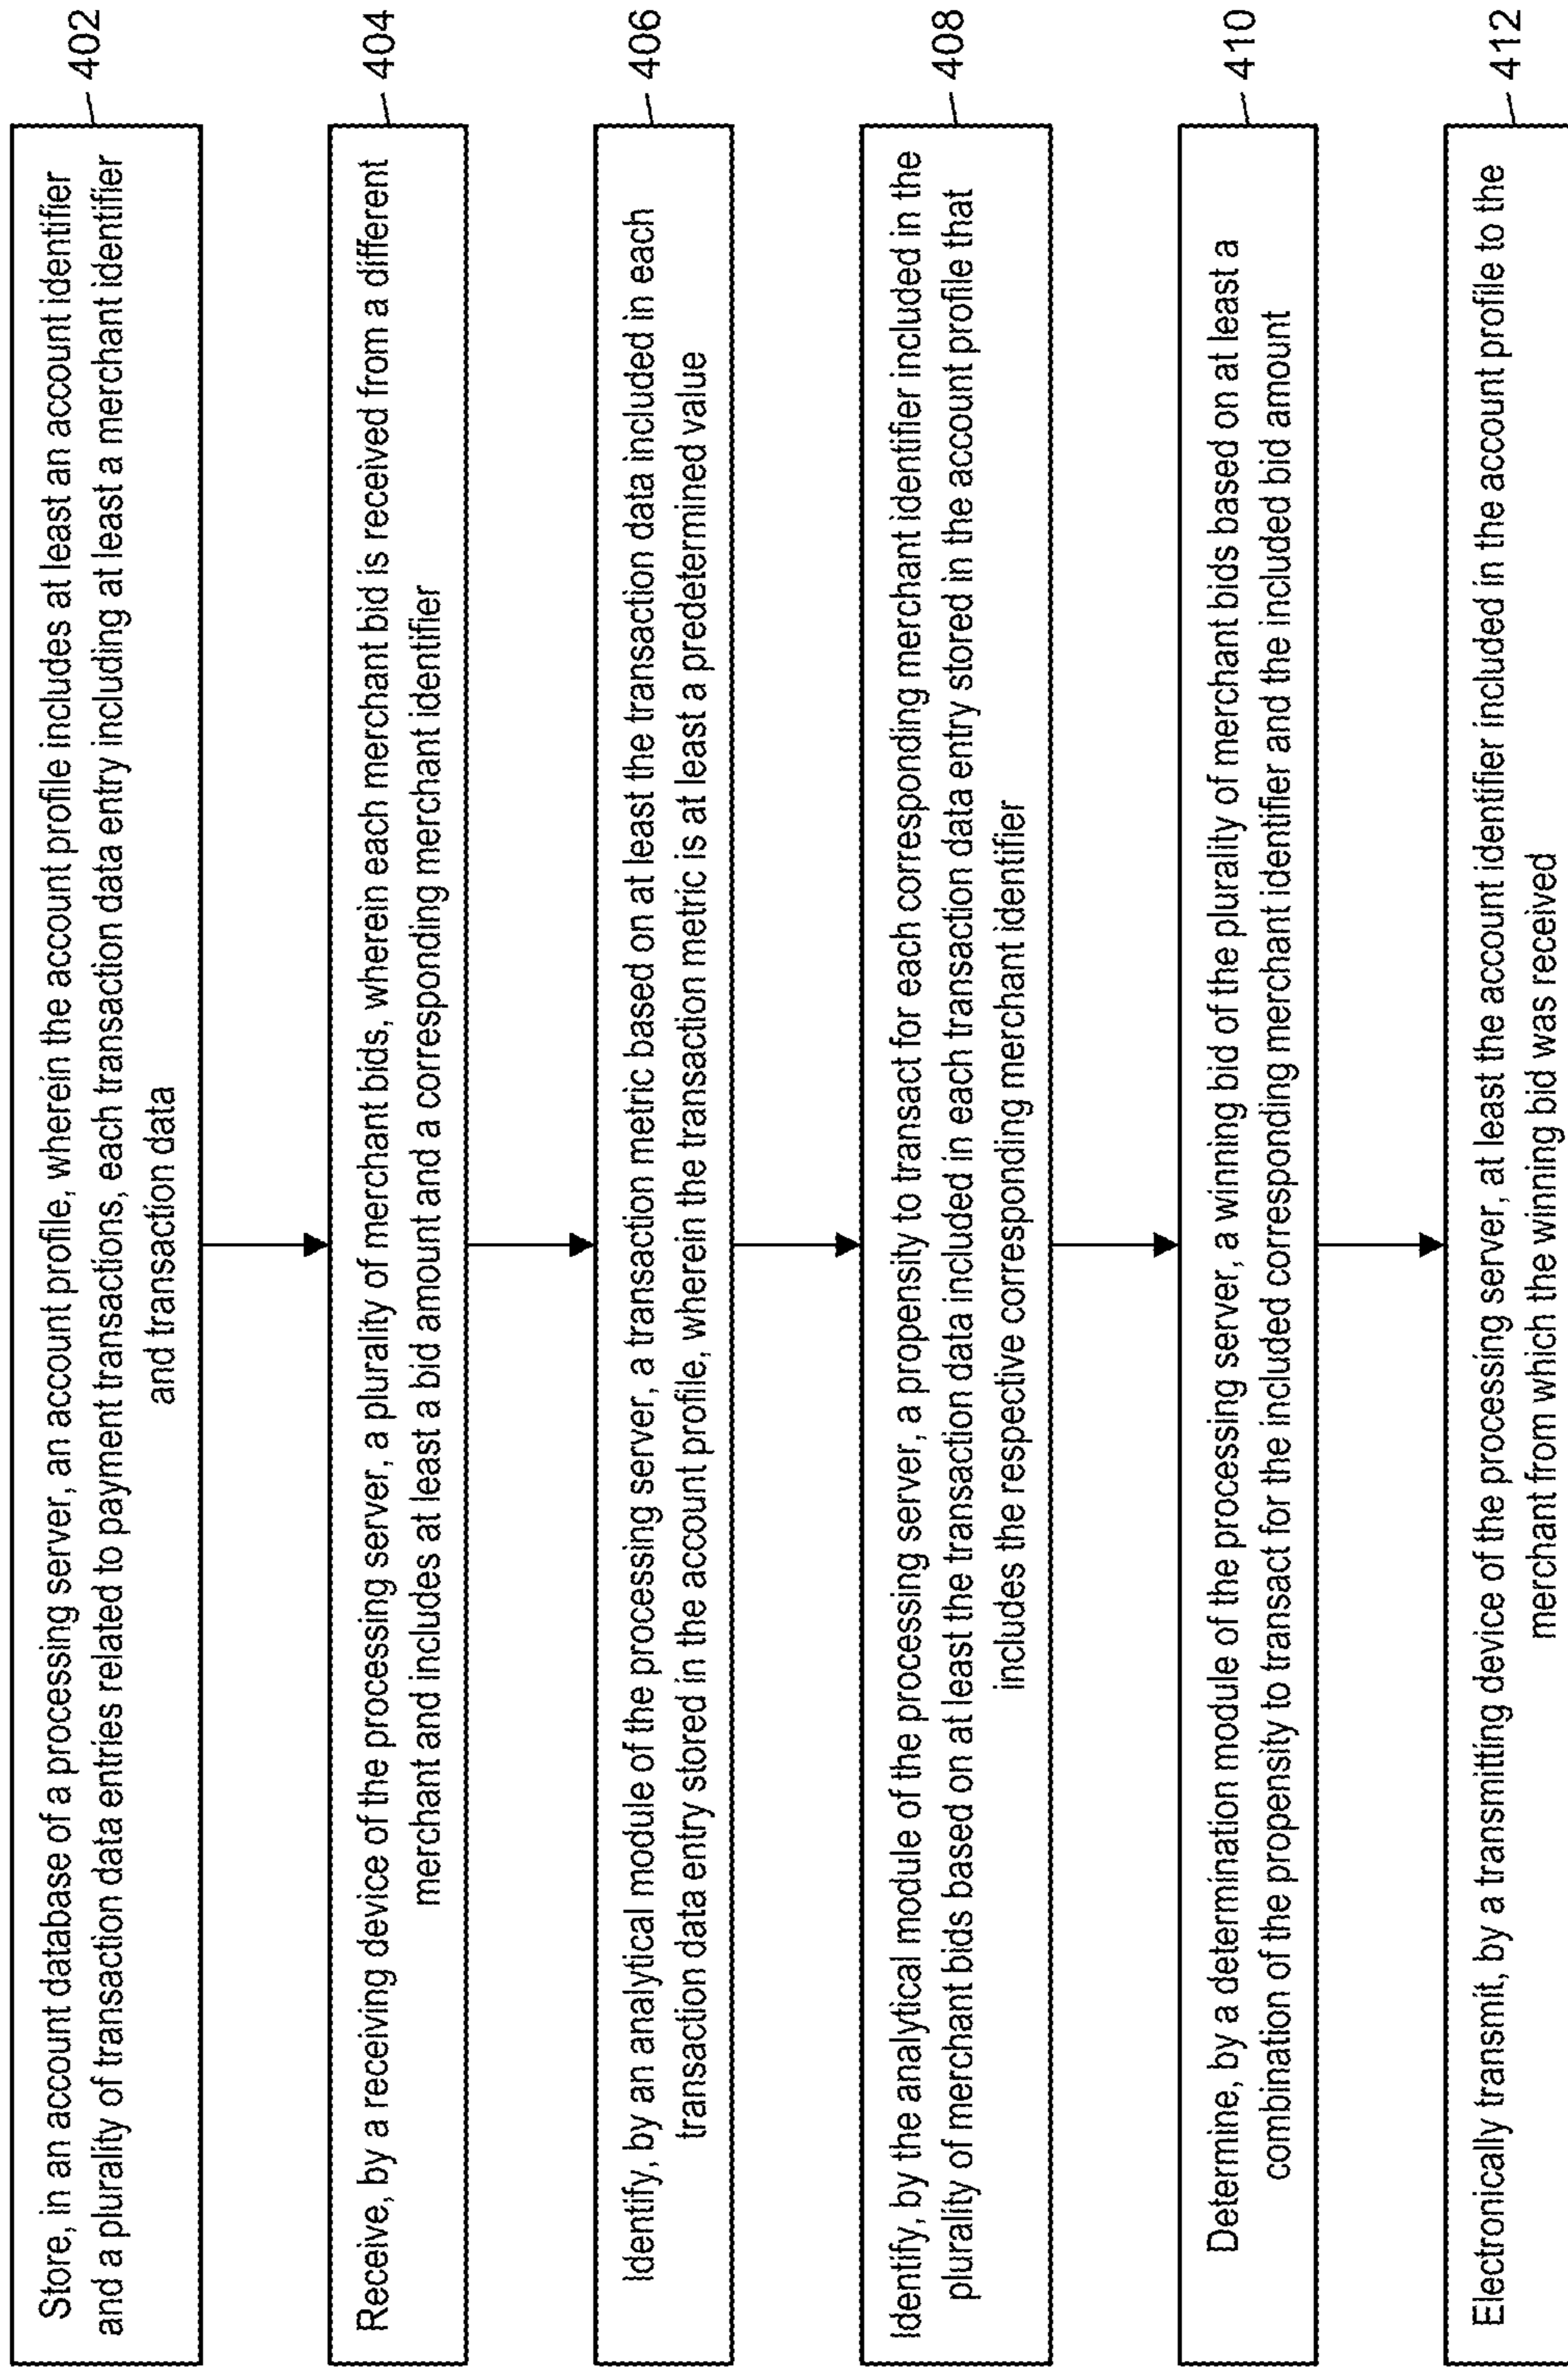 Store, in an account database of a processing server, an account profile, wherein the account profile includes at least an account identifier
and a plurality of transaction data entries related to payment transactions, each transaction data entry including at least a merchant identifier
and transaction data
402
Receive, by a receiving device of the processing server, a plurality of merchant bids, wherein each merchant bid is received from a different
merchant and includes at least a bid amount and a corresponding merchant identifier
404
Identify, by an analytical module of the processing server, a transaction metric based on at least the transaction data included in each
transaction data entry stored in the account profile, wherein the transaction metric is at least a predetermined value
406
Identify, by the analytical module of the processing server, a propensity to transact for each corresponding merchant identifier included in the
plurality of merchant bids based on at least the transaction data included in each transaction data entry stored in the account profile that
includes the respective corresponding merchant identifier
408
Determine, by a determination module of the processing server, a winning bid of the plurality of merchant bids based on at least a
combination of the propensity to transact for the included corresponding merchant identifier and the included bid amount
410
Electronically transmit, by a transmitting device of the processing server, at least the account identifier included in the account profile to the
merchant from which the winning bid was received
412